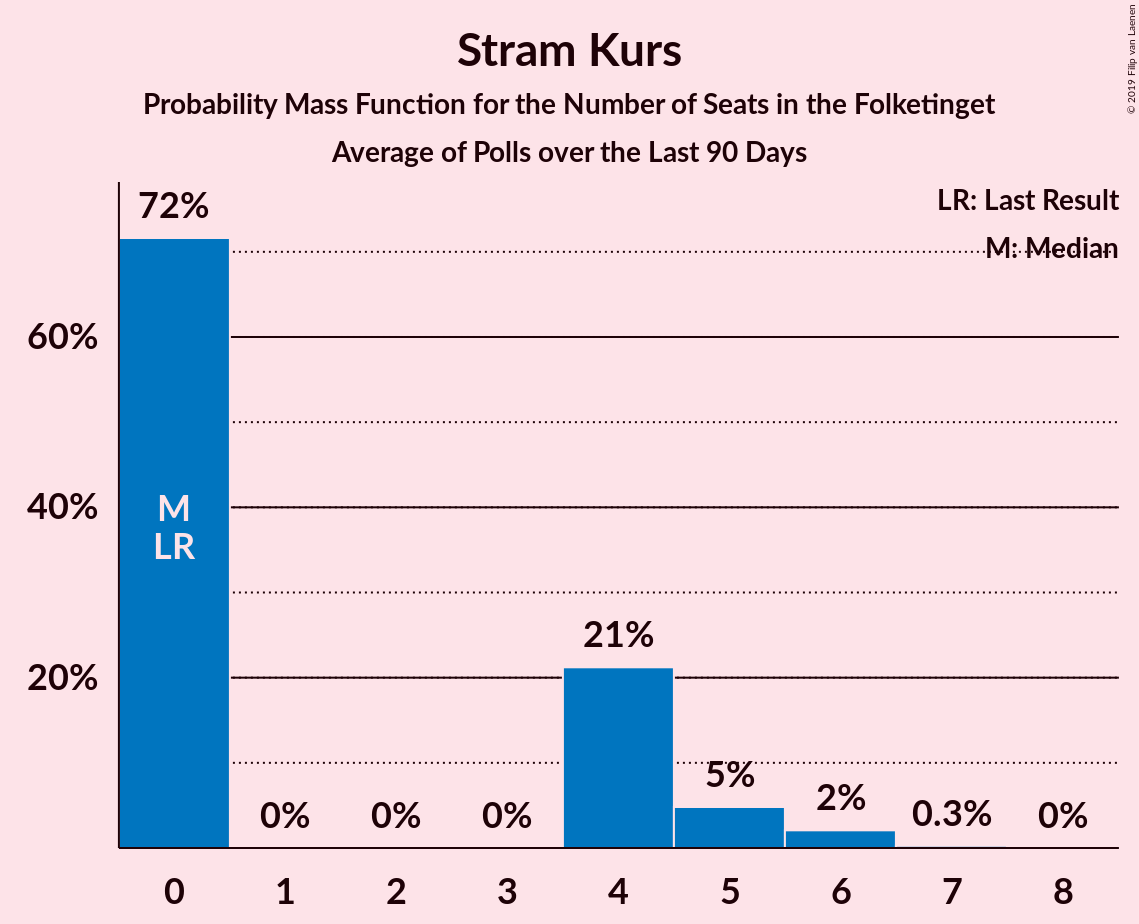 Stram Kurs
Probability Mass Function for the Number of Seats in the Folketinget
Average of Polls over the Last 90 Days
© 2019 Filip van Laenen
LR: Last Result
M: Median
72%
60%
40%
20%
M
LR
0%
0%
0%
21%
5%
2%
0.3%
0%
0
1
2
3
4
5
6
7
8